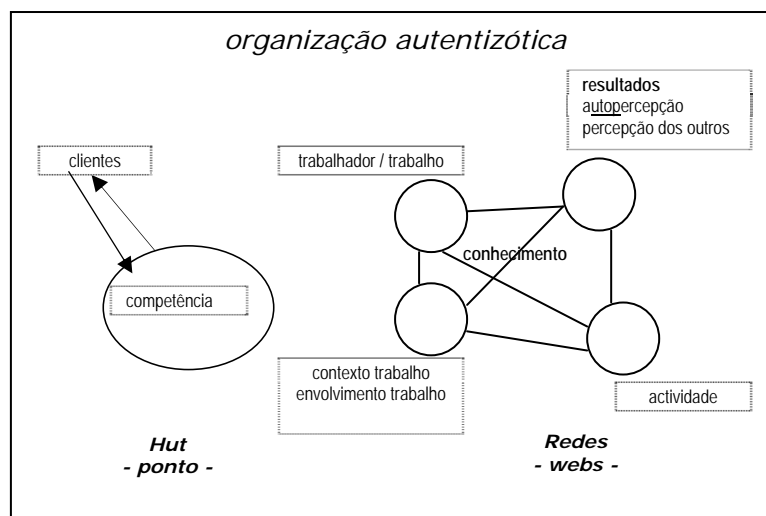 organização autentizótica
resultados
autopercepção
percepção dos outros
clientes
trabalhador / trabalho
conhecimento
competência
contexto trabalho
envolvimento trabalho
actividade
Hut
- ponto -
Redes
- webs -